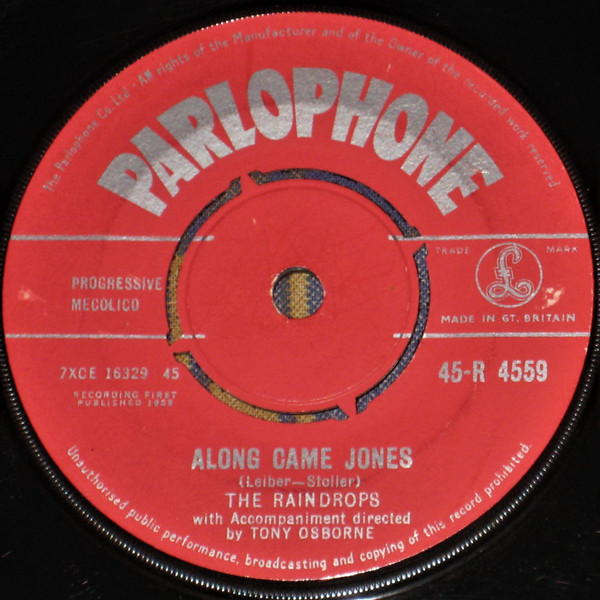 The Parlophone Co. Ltd · All rights of the Manufacturer and of the Owner of the recorded work reserved.
PARLOPHONE
TRADE MARK
£
PROGRESSIVE
MECOLICO
MADE IN GT. BRITAIN
7XCE 16329 45
45-R 4559
RECORDING FIRST
PUBLISHED 1959
ALONG CAME JONES
(Leiber—Stoller)
THE RAINDROPS
with Accompaniment directed
by TONY OSBORNE
Unauthorised public performance, broadcasting and copying of this record prohibited.